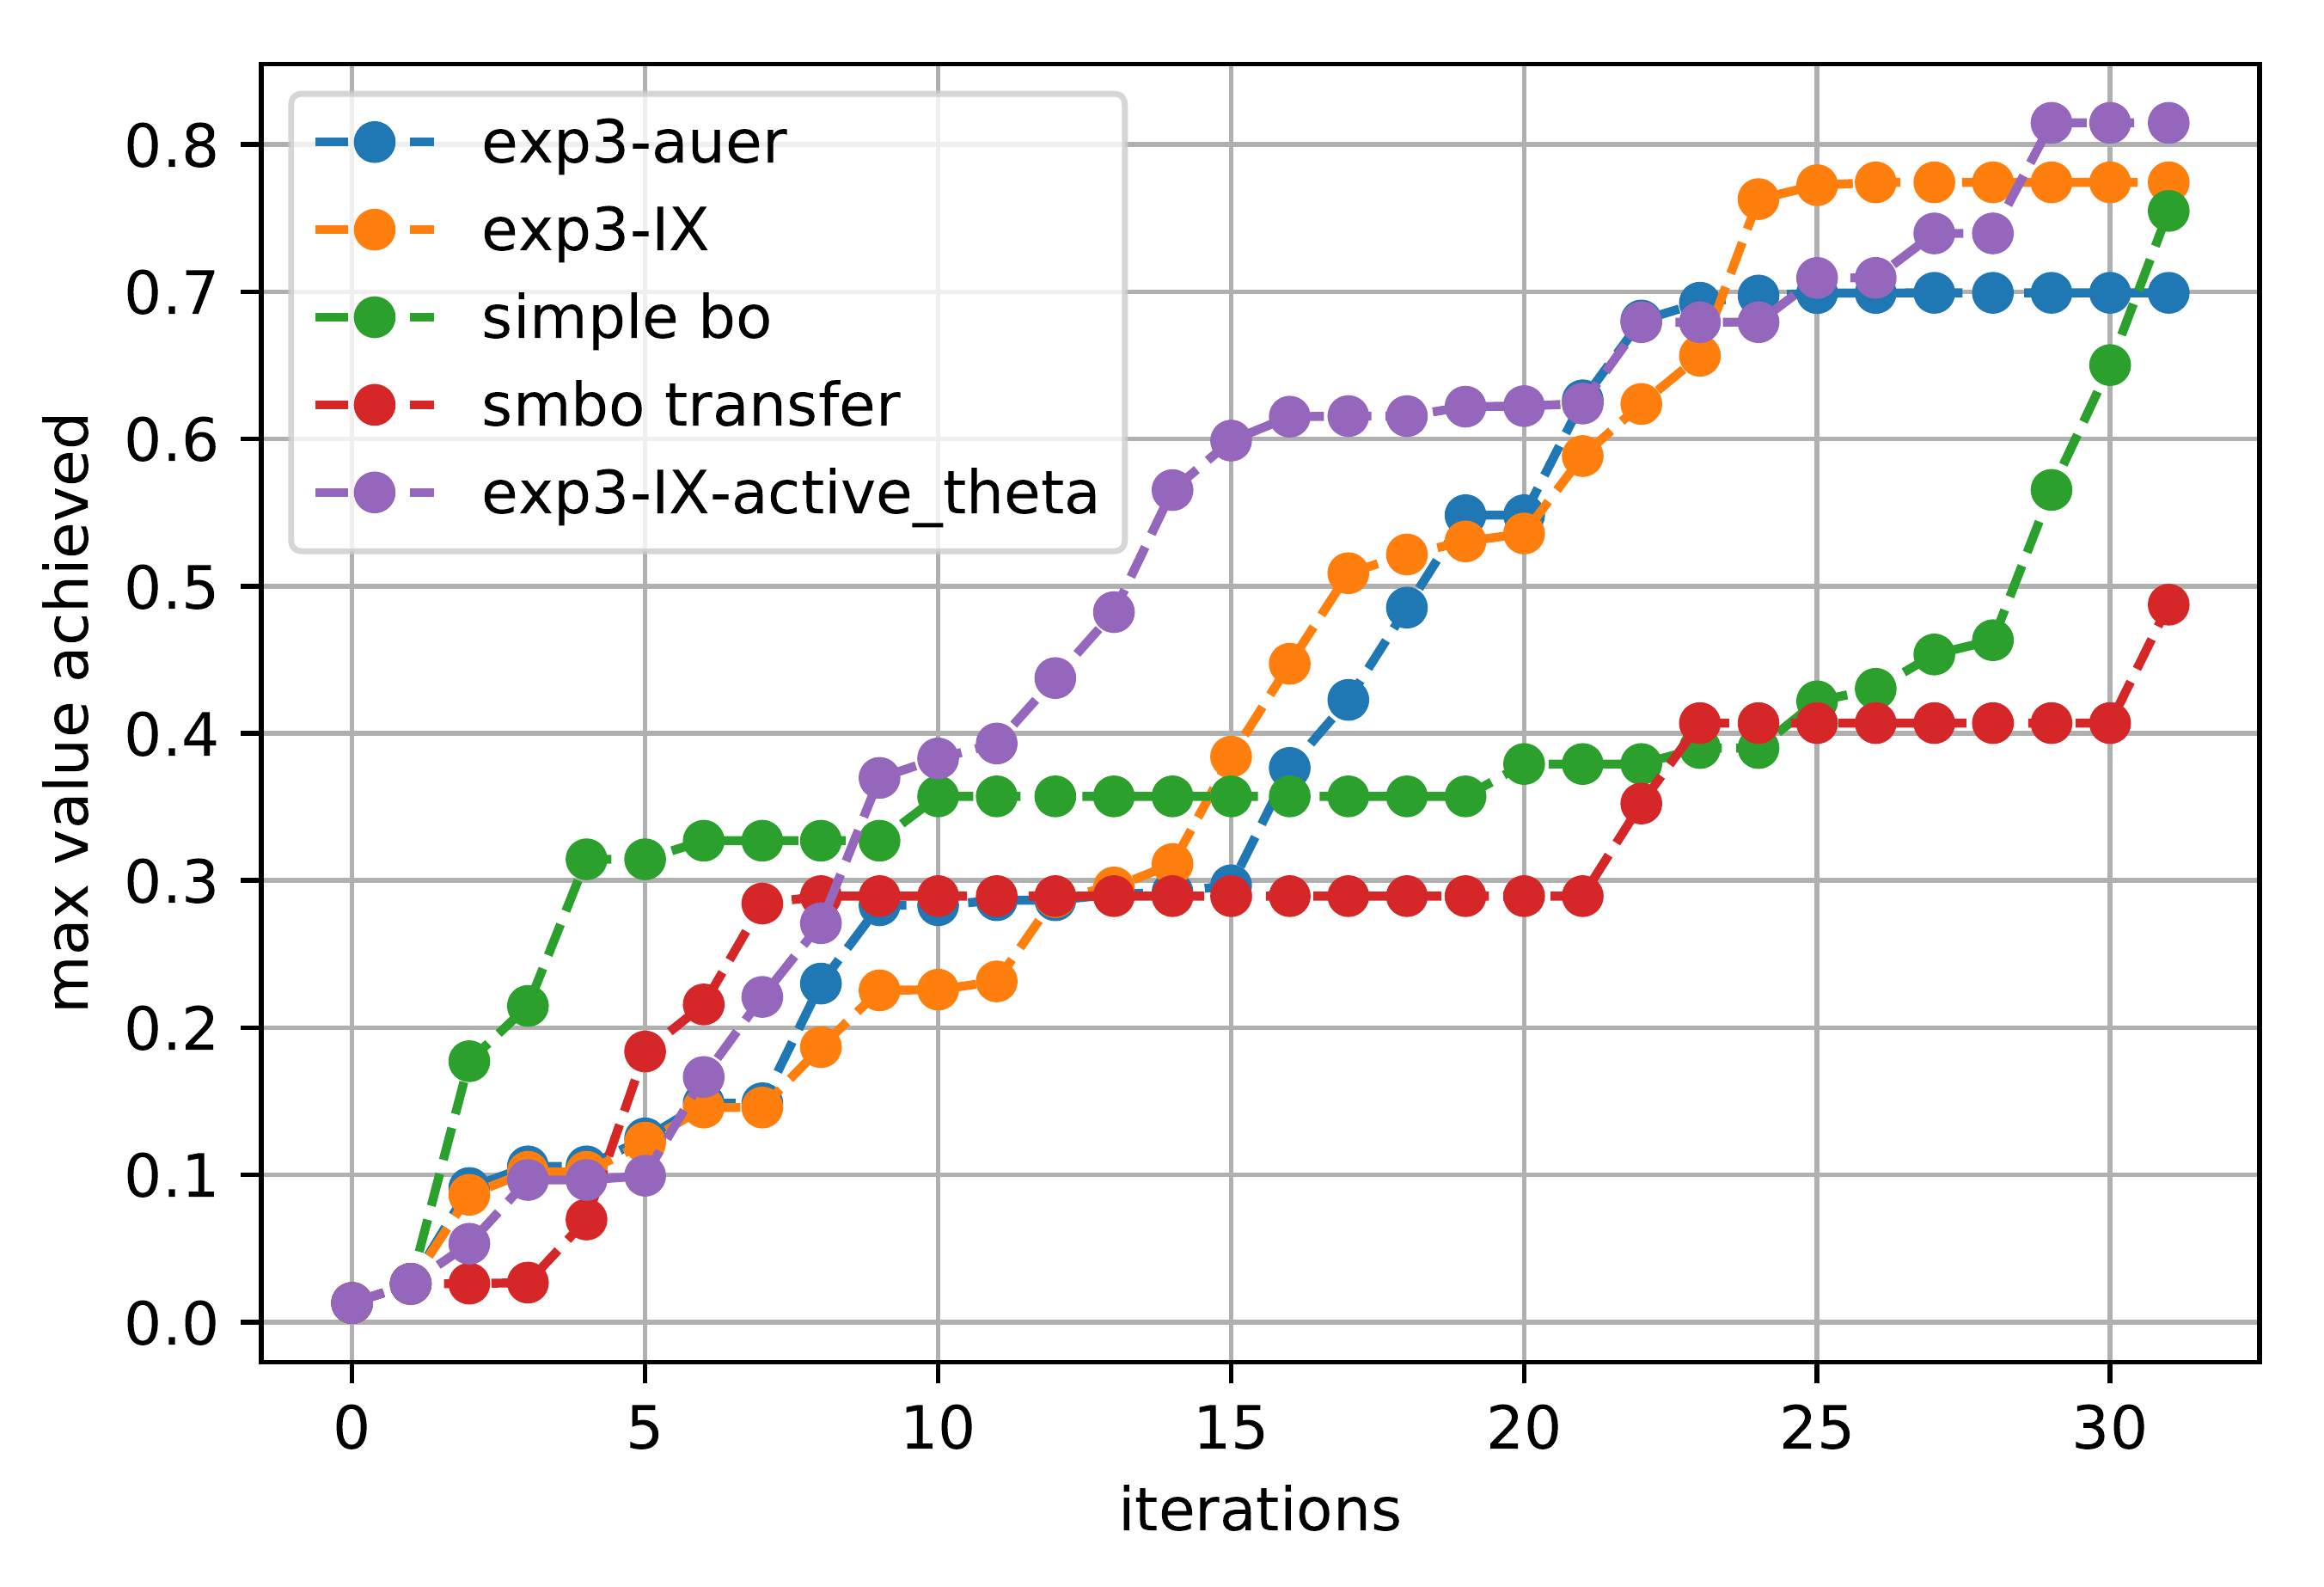 exp3-auer
exp3-IX
simple bo
smbo transfer
exp3-IX-active_theta
max value achieved
0.8
0.7
0.6
0.5
0.4
0.3
0.2
0.1
0.0
0 5 10 15 20 25 30
iterations